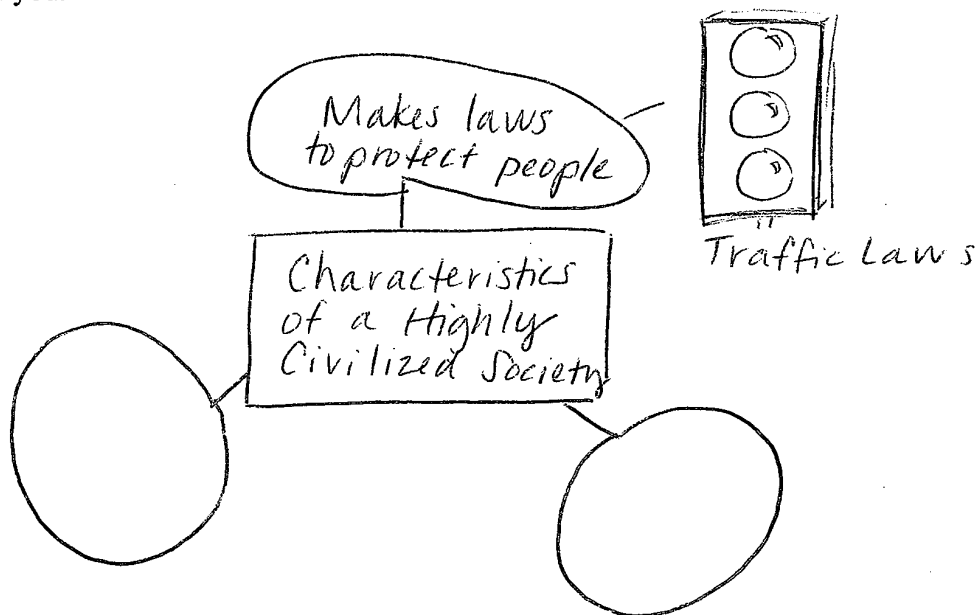 Makes laws
to protect people
Traffic Laws
Characteristics
of a Highly
Civilized Society